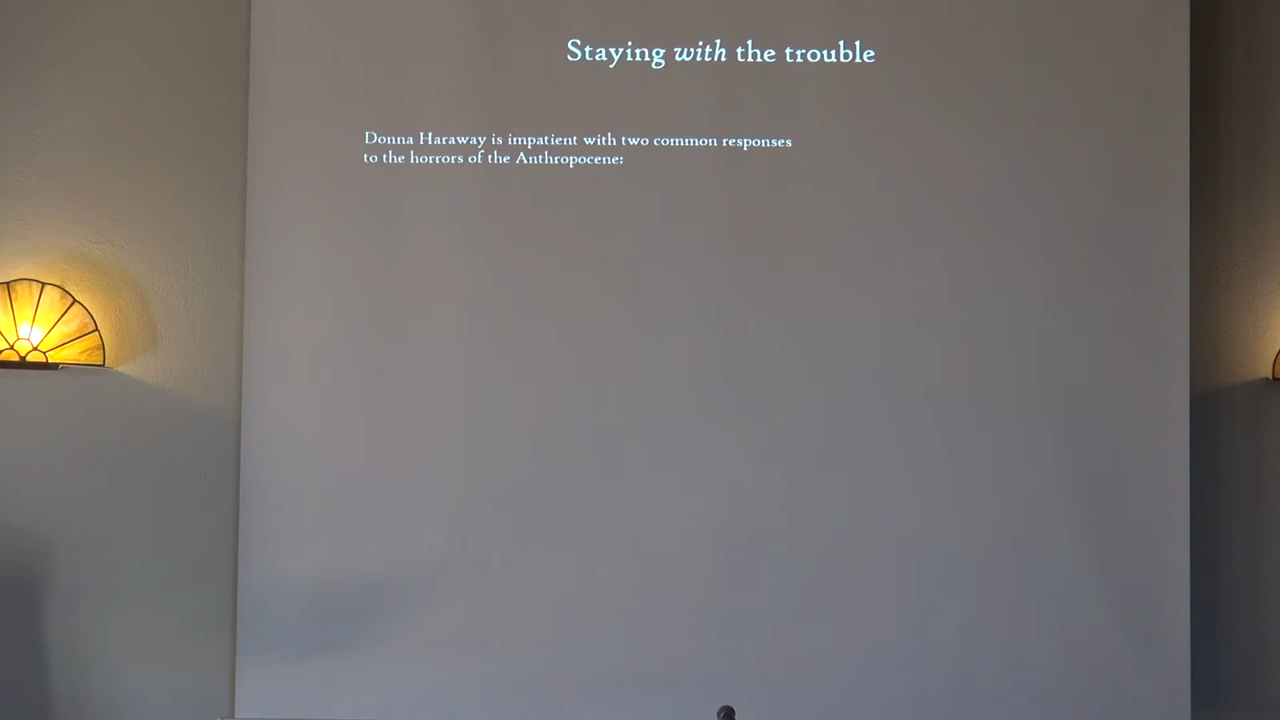 Staying with the trouble
Donna Haraway is impatient with two common responses
to the horrors of the Anthropocene: